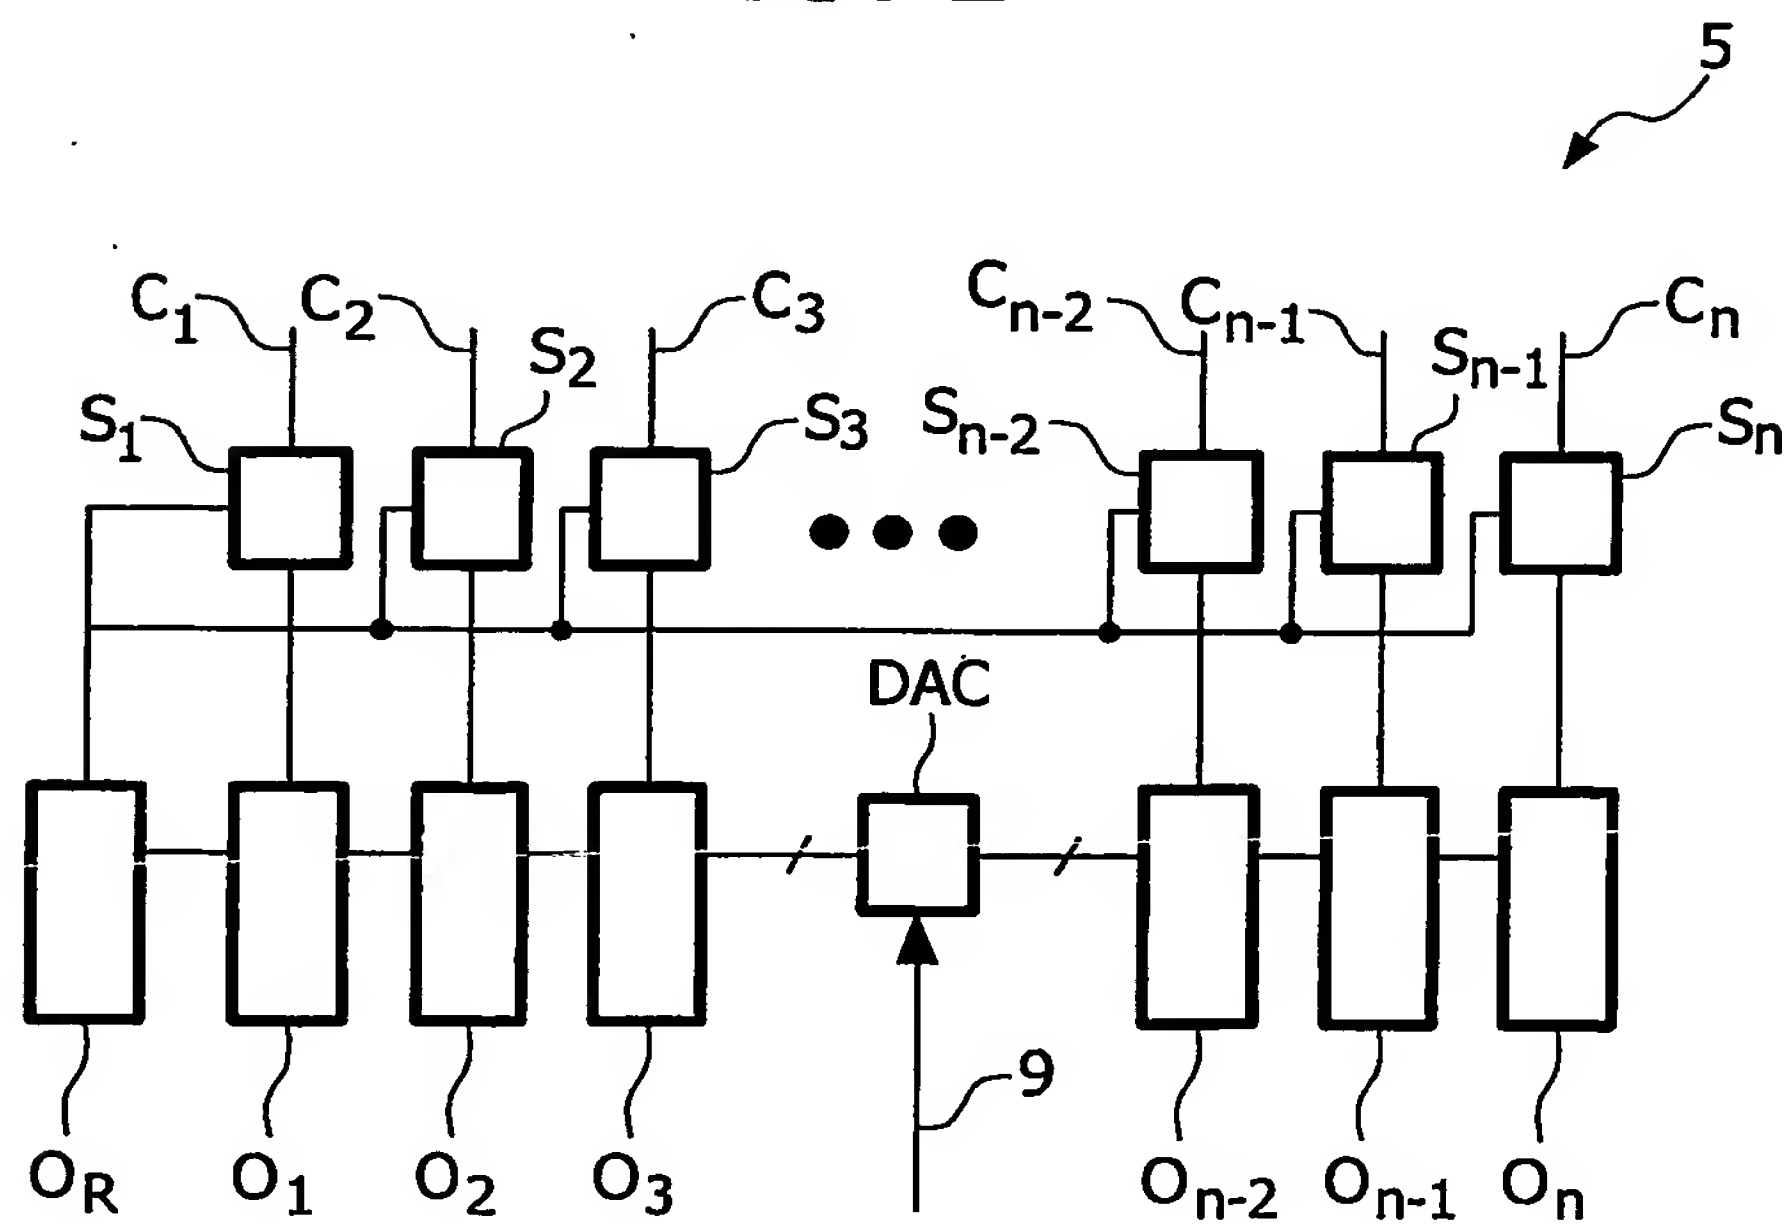 5
C1 C2 C3 Cn-2 Cn-1 Cn
S1 S2 S3 Sn-2 Sn-1 Sn
DAC
9
OR O1 O2 O3 On-2 On-1 On